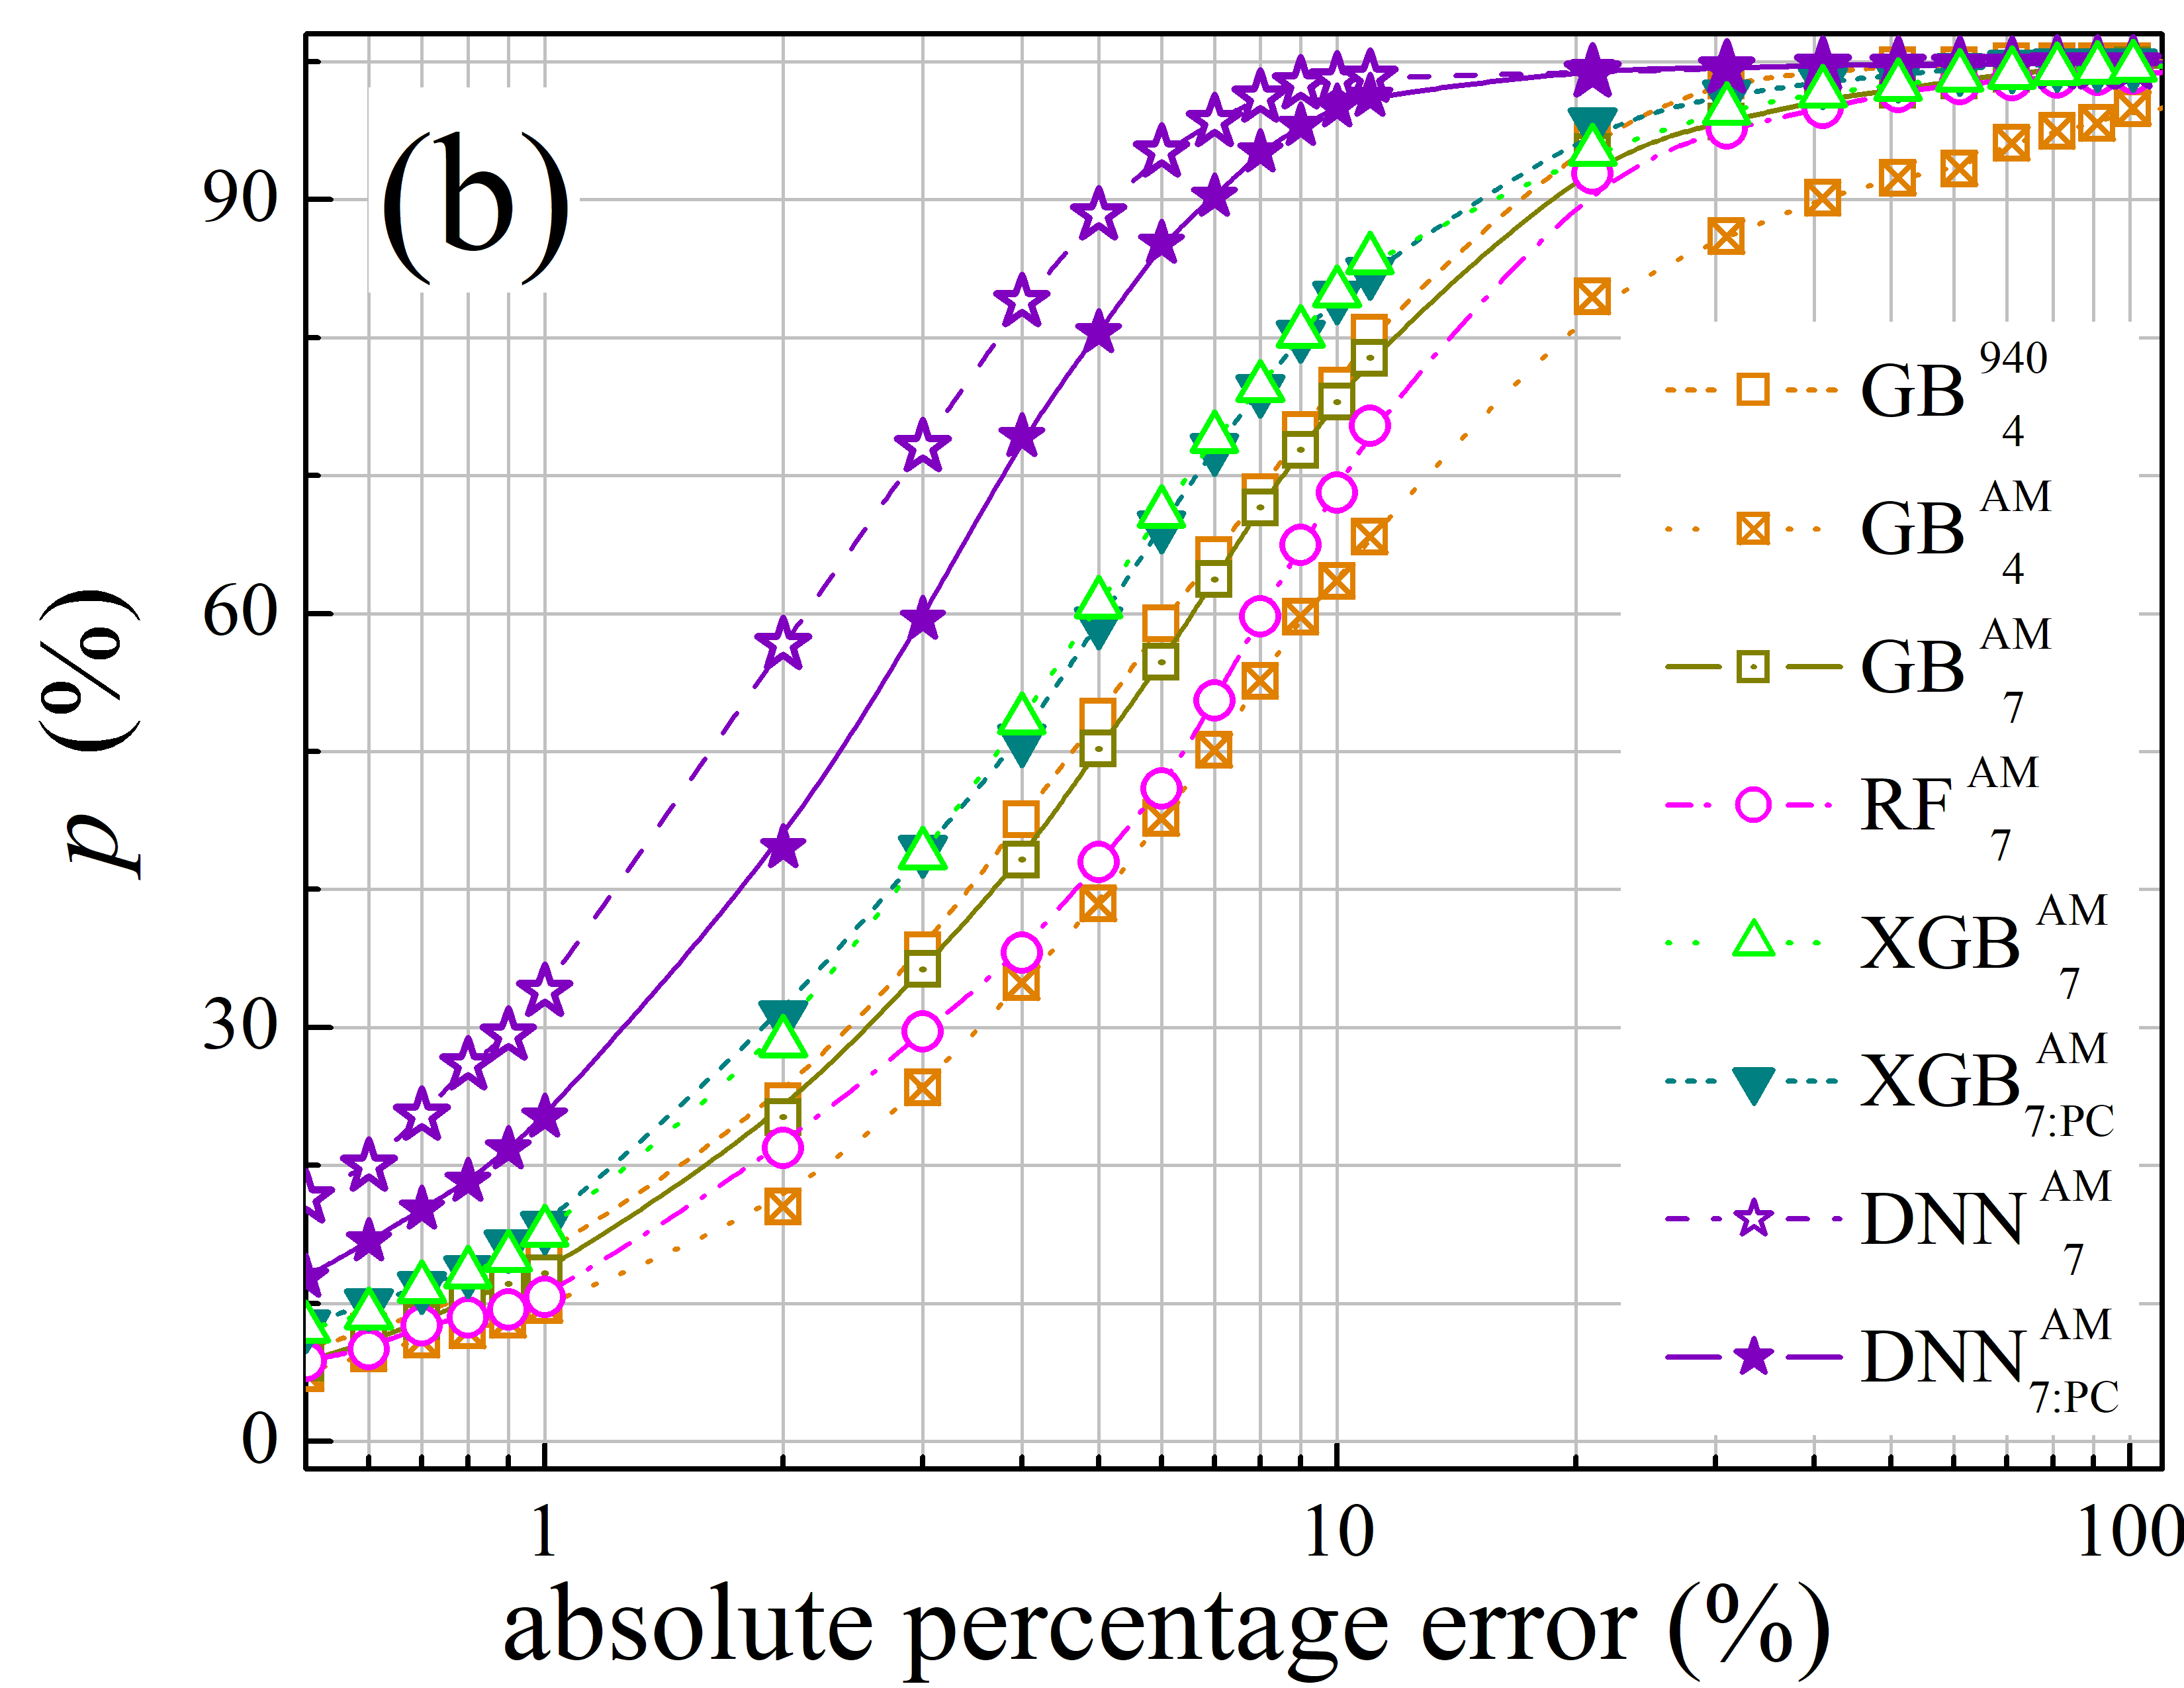 (b)
p (%)
90
60
30
0
1
10
100
absolute percentage error (%)
GB 940 4
GB AM 4
GB AM 7
RF AM 7
XGB AM 7
XGB AM 7:PC
DNN AM 7
DNN AM 7:PC